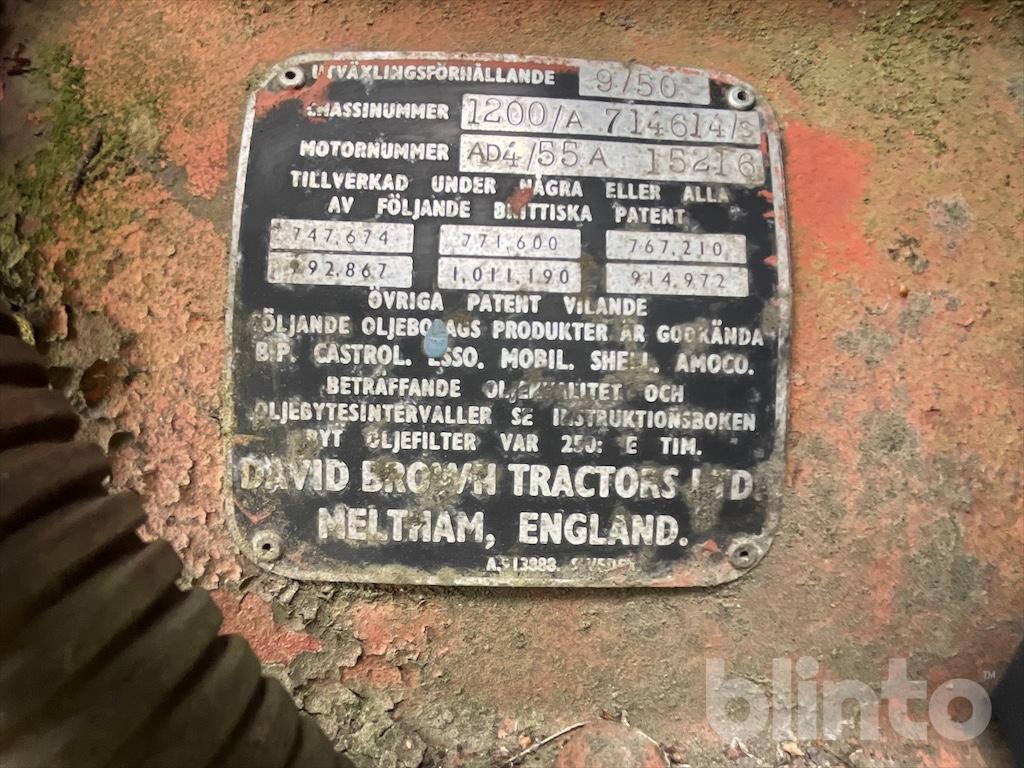 UTVÄXLINGSFÖRHÅLLANDE 9/50
CHASSINUMMER 1200/A 714614/S
MOTORNUMMER AD4/55A 15216
TILLVERKAD UNDER NÅGRA ELLER ALLA
AV FÖLJANDE BRITTISKA PATENT
747,674 771,600 767,210
992,867 1,011,190 914,972
ÖVRIGA PATENT VILANDE
FÖLJANDE OLJEBOLAGS PRODUKTER ÄR GODKÄNDA
B.P. CASTROL. ESSO. MOBIL. SHELL. AMOCO.
BETRÄFFANDE OLJEKVALITET OCH
OLJEBYTESINTERVALLER SE INSTRUKTIONSBOKEN
BYT OLJEFILTER VAR 250: E TIM.
DAVID BROWN TRACTORS LTD.
MELTHAM, ENGLAND.
SWEDEN
blinto™